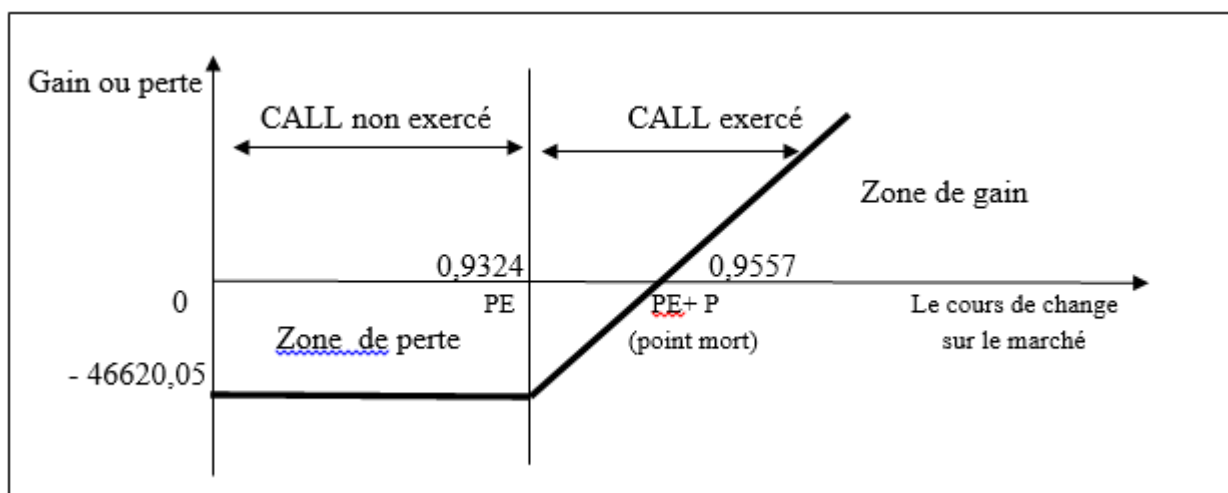 Gain ou perte
CALL non exercé
CALL exercé
Zone de gain
0,9324
0,9557
0
PE
PE+ P
Le cours de change
Zone de perte
(point mort)
sur le marché
- 46620,05